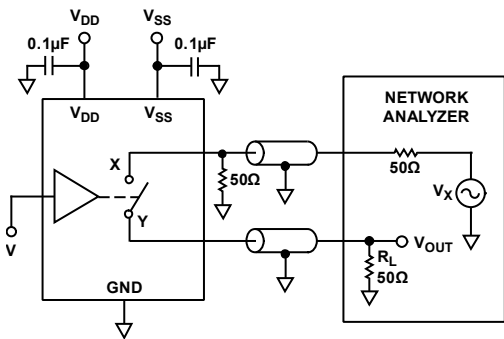 VDD
VSS
0.1µF
0.1µF
VDD
VSS
NETWORK
ANALYZER
X
50Ω
50Ω
VX
Y
V
VOUT
RL
50Ω
GND